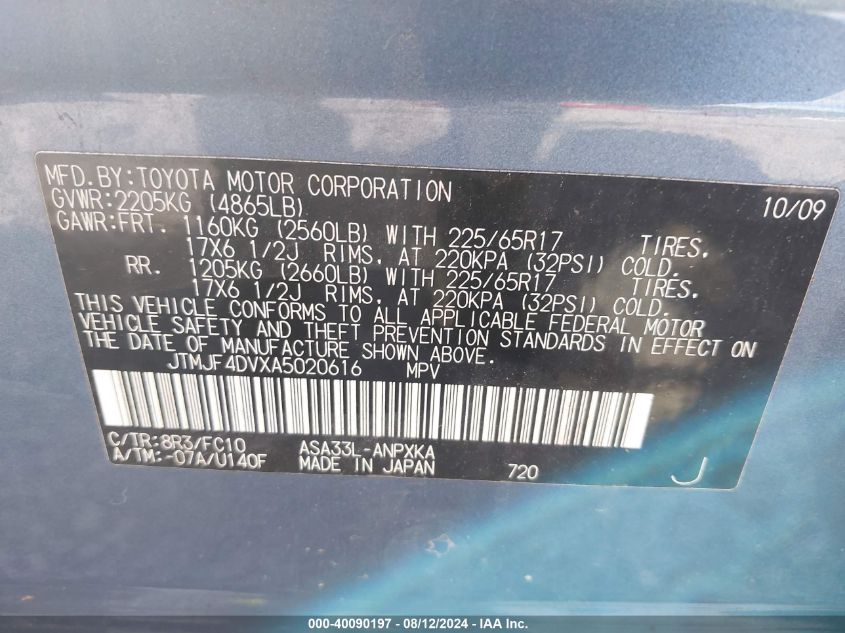 MFD.BY:TOYOTA MOTOR CORPORATION 10/09
GVWR:2205KG (4865LB)
GAWR:FRT. 1160KG (2560LB) WITH 225/65R17 TIRES,
17X6 1/2J RIMS, AT 220KPA (32PSI) COLD.
RR. 1205KG (2660LB) WITH 225/65R17 TIRES,
17X6 1/2J RIMS, AT 220KPA (32PSI) COLD.
THIS VEHICLE CONFORMS TO ALL APPLICABLE FEDERAL MOTOR
VEHICLE SAFETY AND THEFT PREVENTION STANDARDS IN EFFECT ON
THE DATE OF MANUFACTURE SHOWN ABOVE.
JTMJF4DVXA5020616 MPV
C/TR:8R3/FC10 ASA33L-ANPXKA
A/TM:-07A/U140F MADE IN JAPAN 720 J
000-40090197 - 08/12/2024 - IAA Inc.